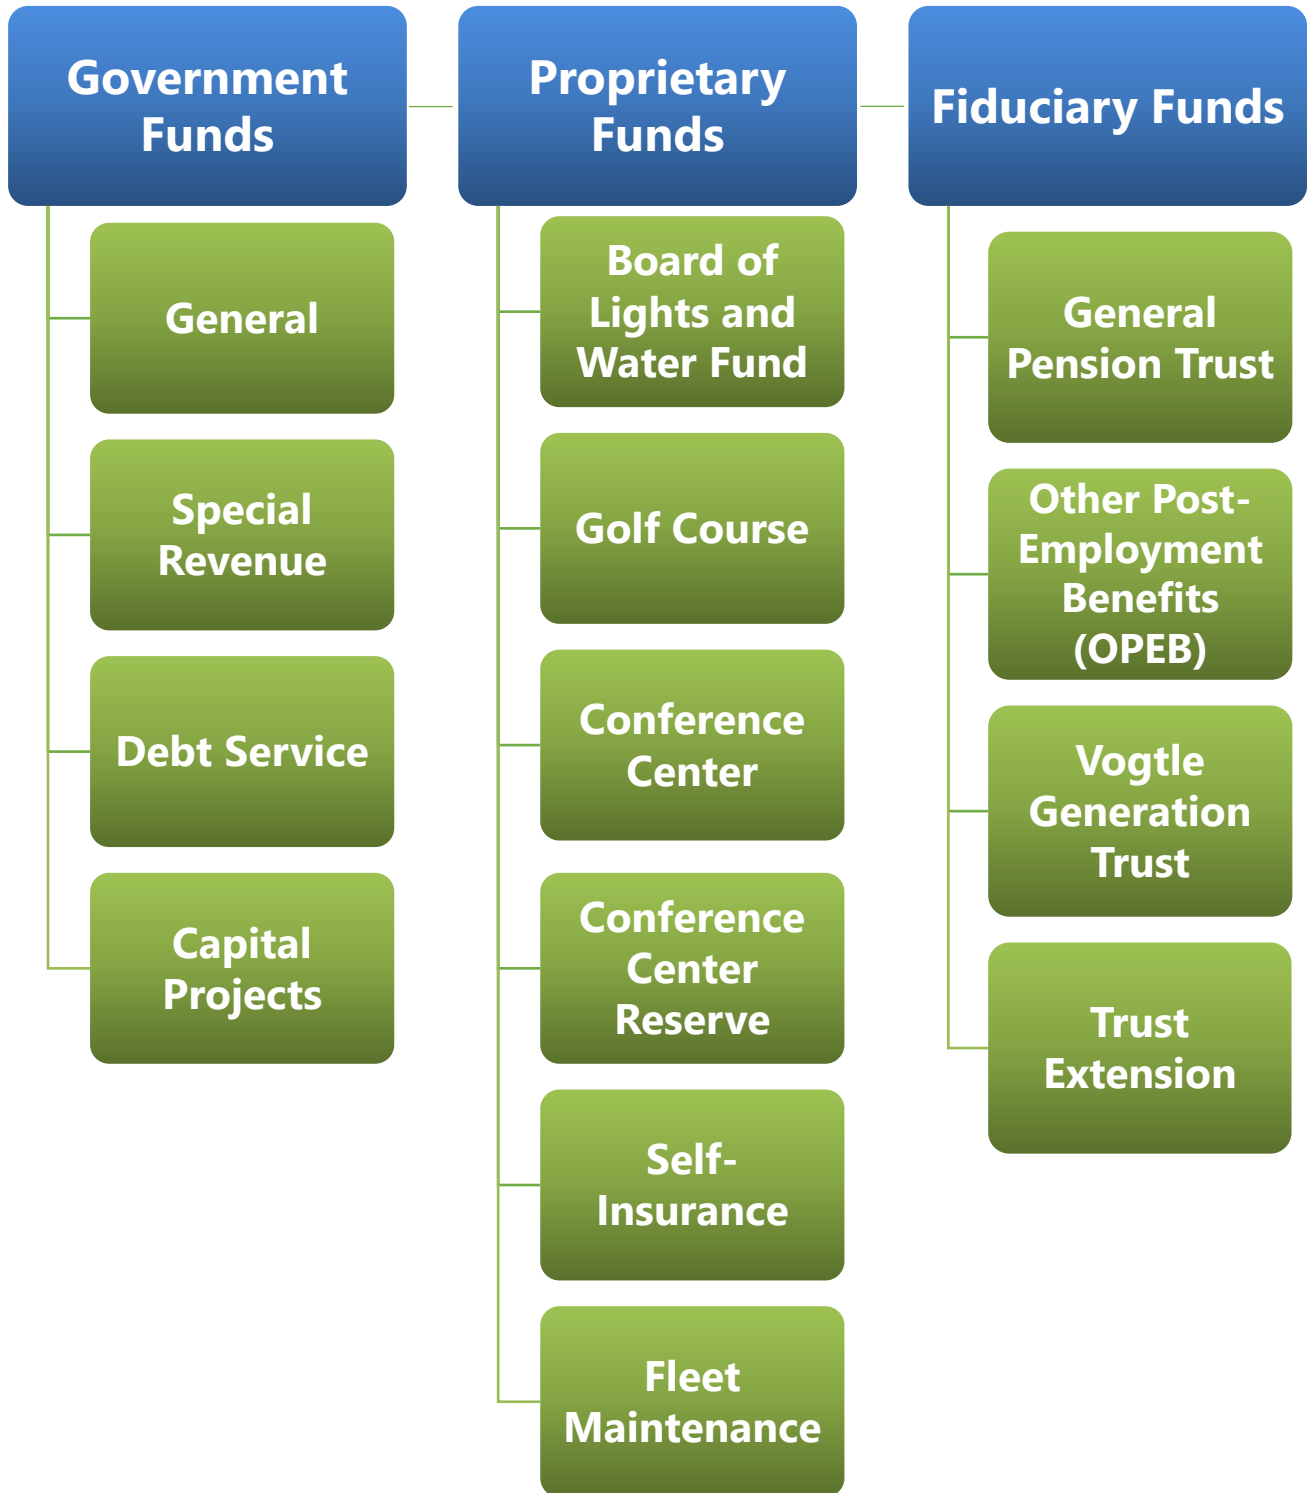 Government
Funds
General
Special
Revenue
Debt Service
Capital
Projects
Proprietary
Funds
Board of
Lights and
Water Fund
Golf Course
Conference
Center
Conference
Center
Reserve
Self-
Insurance
Fleet
Maintenance
Fiduciary Funds
General
Pension Trust
Other Post-
Employment
Benefits
(OPEB)
Vogtle
Generation
Trust
Trust
Extension